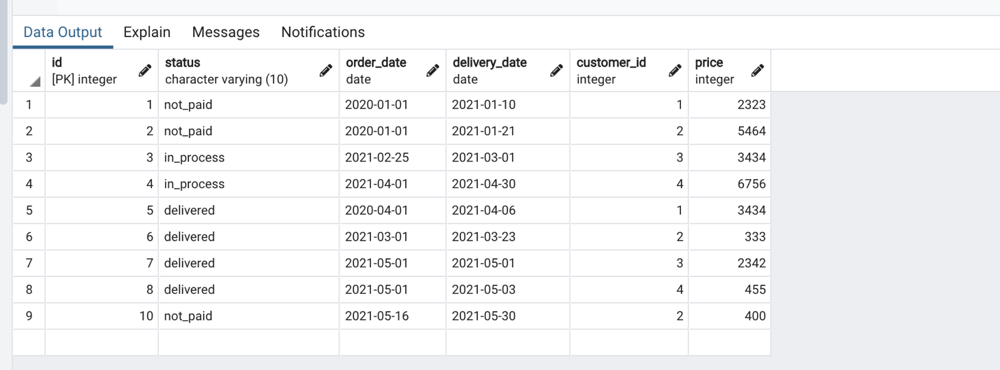 Data Output Explain Messages Notifications
id status order_date delivery_date customer_id price
[PK] integer character varying (10) date date integer integer
1 1 not_paid 2020-01-01 2021-01-10 1 2323
2 2 not_paid 2020-01-01 2021-01-21 2 5464
3 3 in_process 2021-02-25 2021-03-01 3 3434
4 4 in_process 2021-04-01 2021-04-30 4 6756
5 5 delivered 2020-04-01 2021-04-06 1 3434
6 6 delivered 2021-03-01 2021-03-23 2 333
7 7 delivered 2021-05-01 2021-05-01 3 2342
8 8 delivered 2021-05-01 2021-05-03 4 455
9 10 not_paid 2021-05-16 2021-05-30 2 400